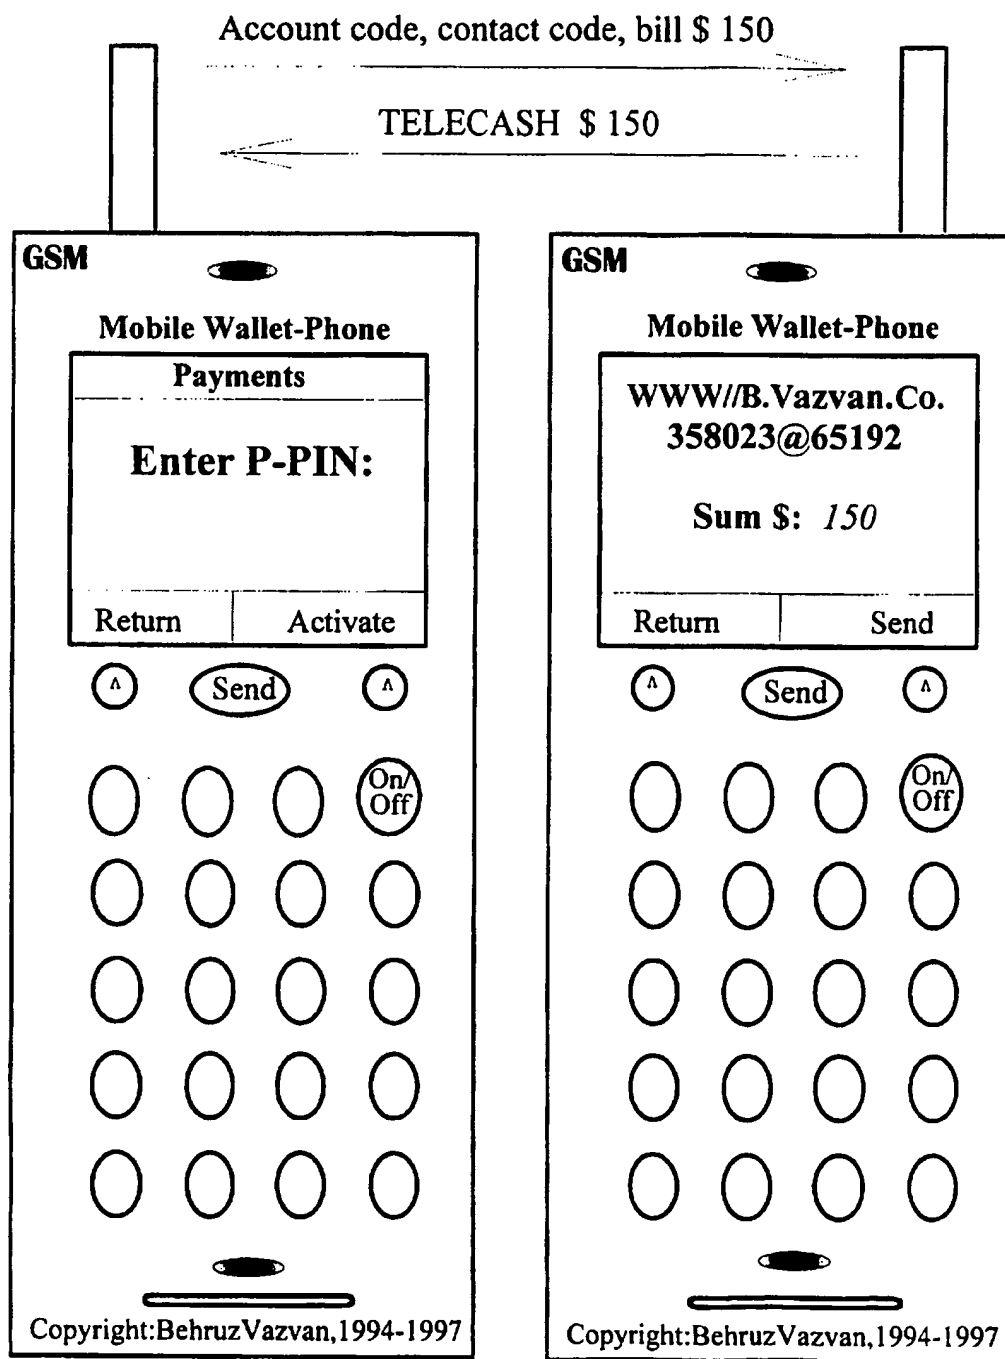 Account code, contact code, bill $ 150
TELECASH $ 150
GSM
Mobile Wallet-Phone
Payments
Enter P-PIN:
Return Activate
^ Send ^
On/
Off
Copyright:BehruzVazvan,1994-1997
GSM
Mobile Wallet-Phone
WWW//B.Vazvan.Co.
358023@65192
Sum $: 150
Return Send
^ Send ^
On/
Off
Copyright:BehruzVazvan,1994-1997